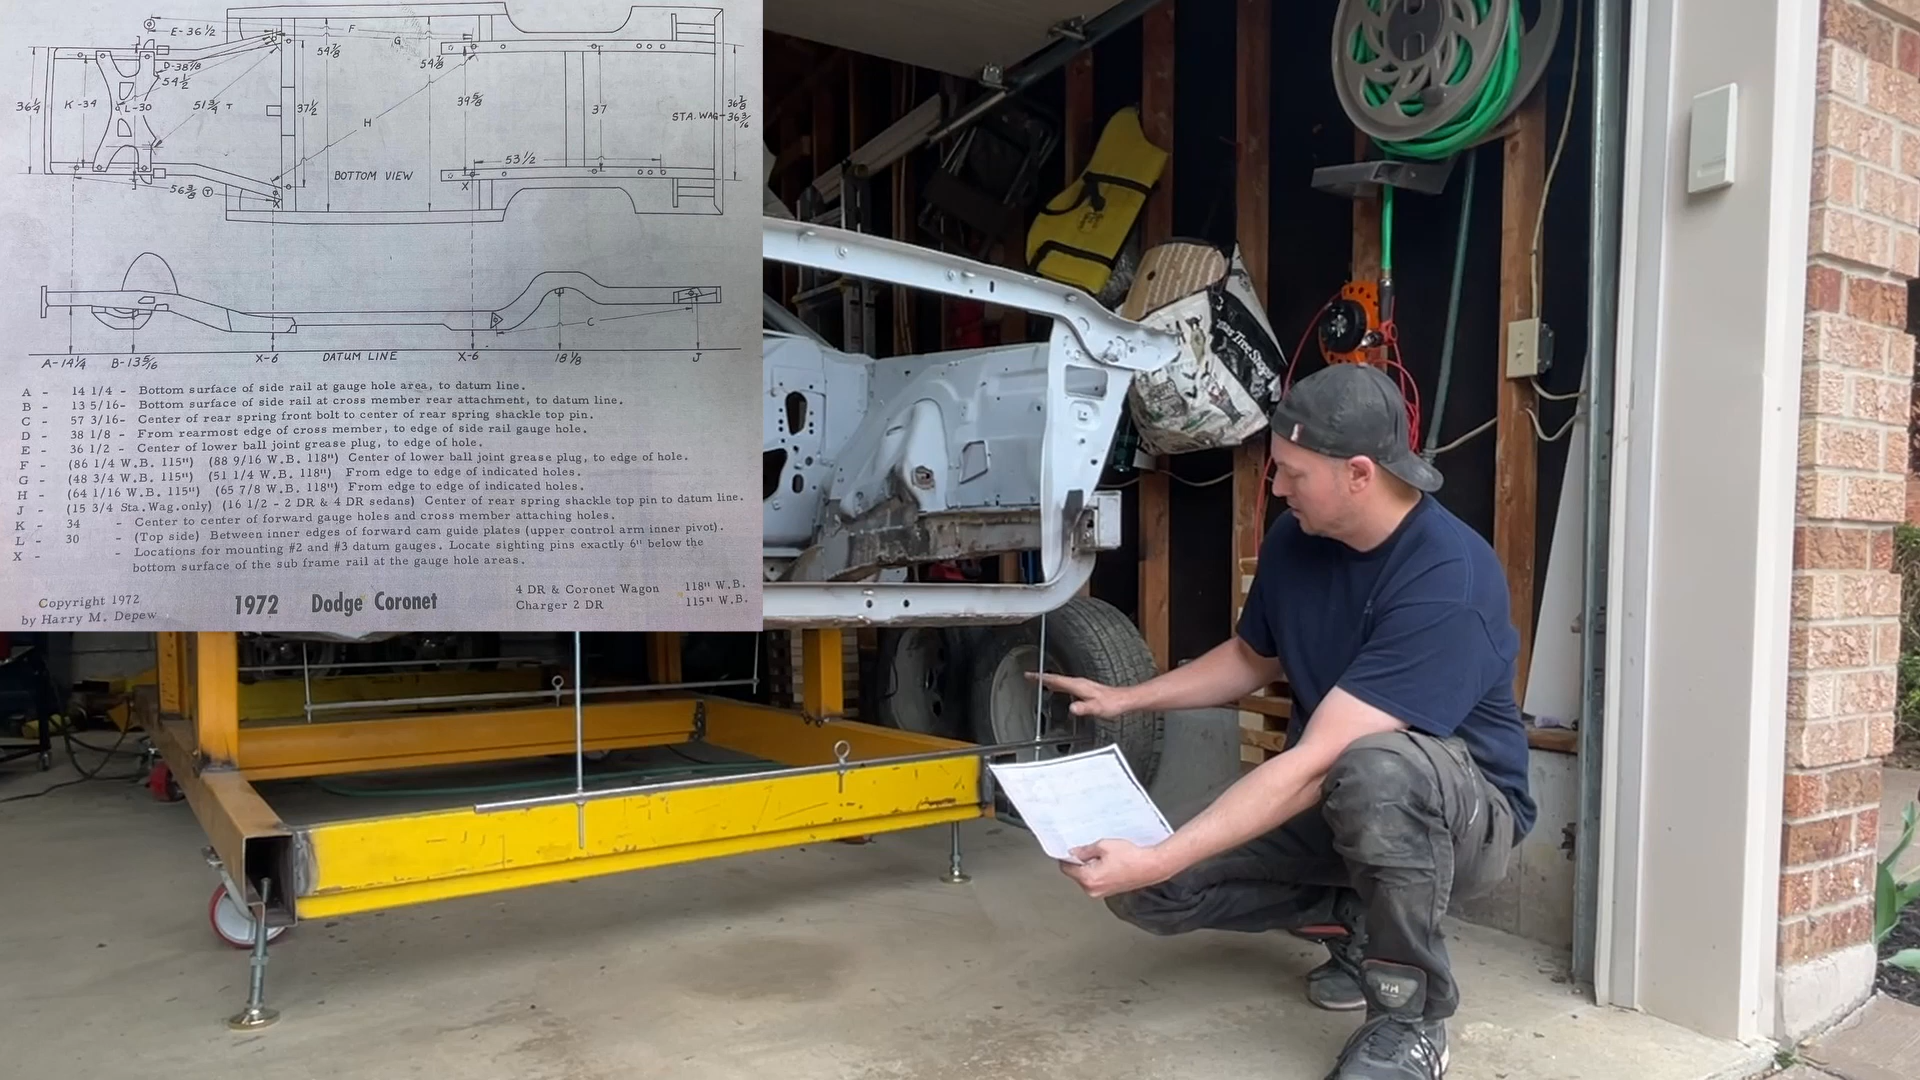 E-36 1/2
F
G
54 7/8
54 7/8
D-38 1/8
54 1/2
36 1/4
K-34
L-30
51 3/4 T
37 1/2
39 5/8
H
37
36 7/8
STA. WAG-36 3/16
53 1/2
56 3/8 T
X
BOTTOM VIEW
X
C
A-14 1/4
B-13 5/16
X-6
DATUM LINE
X-6
18 1/8
J
A - 14 1/4 - Bottom surface of side rail at gauge hole area, to datum line.
B - 13 5/16- Bottom surface of side rail at cross member rear attachment, to datum line.
C - 57 3/16- Center of rear spring front bolt to center of rear spring shackle top pin.
D - 38 1/8 - From rearmost edge of cross member, to edge of side rail gauge hole.
E - 36 1/2 - Center of lower ball joint grease plug, to edge of hole.
F - (86 1/4 W.B. 115") (88 9/16 W.B. 118") Center of lower ball joint grease plug, to edge of hole.
G - (48 3/4 W.B. 115") (51 1/4 W.B. 118") From edge to edge of indicated holes.
H - (64 1/16 W.B. 115") (65 7/8 W.B. 118") From edge to edge of indicated holes.
J - (15 3/4 Sta.Wag.only) (16 1/2 - 2 DR & 4 DR sedans) Center of rear spring shackle top pin to datum line.
K - 34 - Center to center of forward gauge holes and cross member attaching holes.
L - 30 - (Top side) Between inner edges of forward cam guide plates (upper control arm inner pivot).
X - - Locations for mounting #2 and #3 datum gauges. Locate sighting pins exactly 6" below the
bottom surface of the sub frame rail at the gauge hole areas.
Copyright 1972
by Harry M. Depew
1972 Dodge Coronet
4 DR & Coronet Wagon 118" W.B.
Charger 2 DR 115" W.B.
Tree
HH